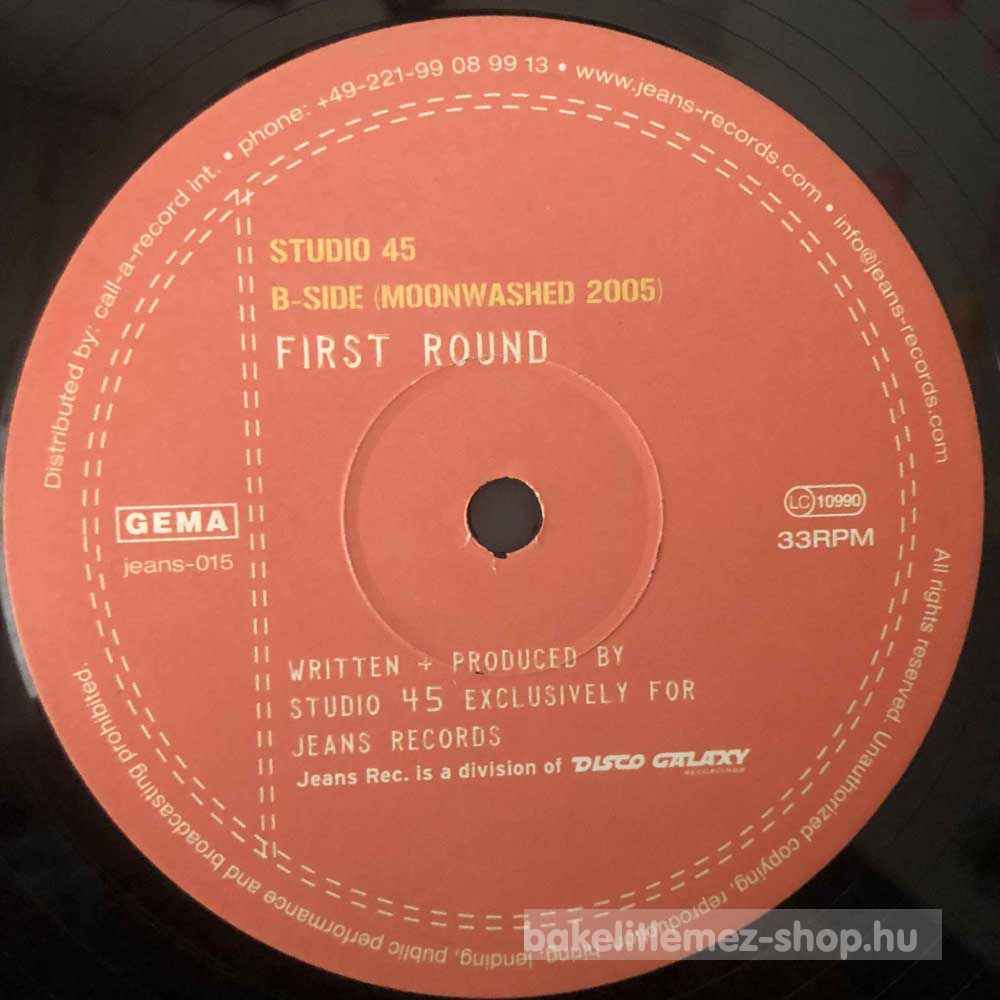 Distributed by: call-a-record int. • phone: +49-221-99 08 99 13 • www.jeans-records.com • info@jeans-records.com
STUDIO 45
B-SIDE (MOONWASHED 2005)
FIRST ROUND
GEMA
jeans-015
LC 10990
33RPM
WRITTEN + PRODUCED BY
STUDIO 45 EXCLUSIVELY FOR
JEANS RECORDS
Jeans Rec. is a division of DISCO GALAXY
RECORDINGS
All rights reserved. Unauthorized copying, reproduction, hiring, lending, public performance and broadcasting prohibited.
bakelitlemez-shop.hu